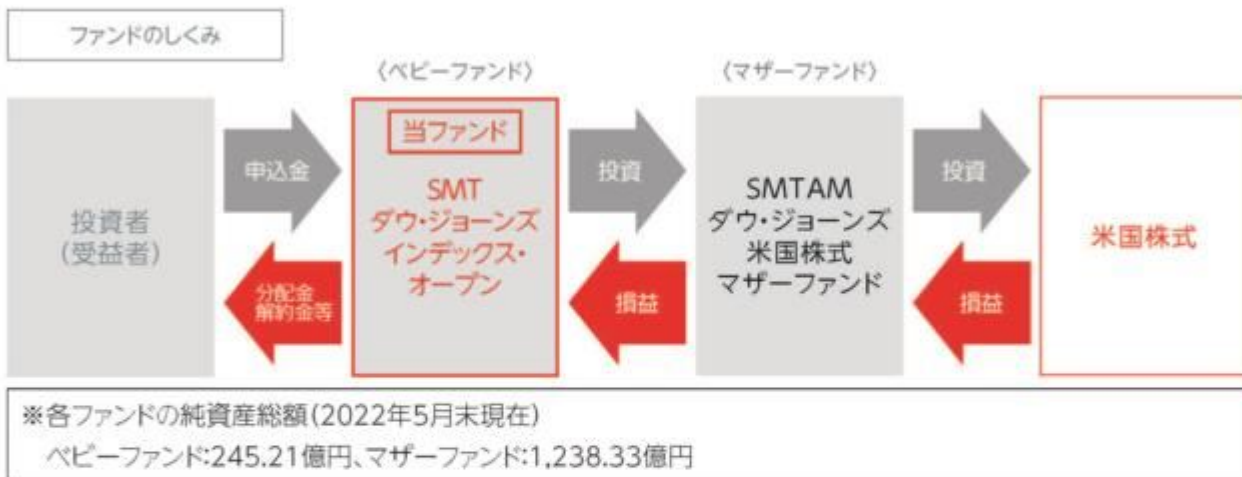 ファンドのしくみ
〈ベビーファンド〉
〈マザーファンド〉
投資者
(受益者)
申込金
分配金
解約金等
当ファンド
SMT
ダウ・ジョーンズ
インデックス・
オープン
投資
損益
SMTAM
ダウ・ジョーンズ
米国株式
マザーファンド
投資
損益
米国株式
※各ファンドの純資産総額(2022年5月末現在)
ベビーファンド:245.21億円、マザーファンド:1,238.33億円